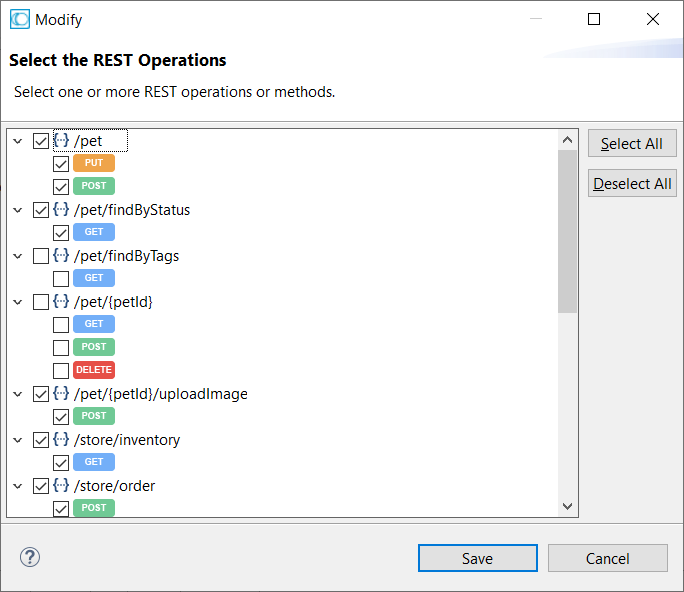 Modify
Select the REST Operations
Select one or more REST operations or methods.
{··} /pet
PUT
POST
{··} /pet/findByStatus
GET
{··} /pet/findByTags
GET
{··} /pet/{petId}
GET
POST
DELETE
{··} /pet/{petId}/uploadImage
POST
{··} /store/inventory
GET
{··} /store/order
POST
Select All
Deselect All
?
Save
Cancel